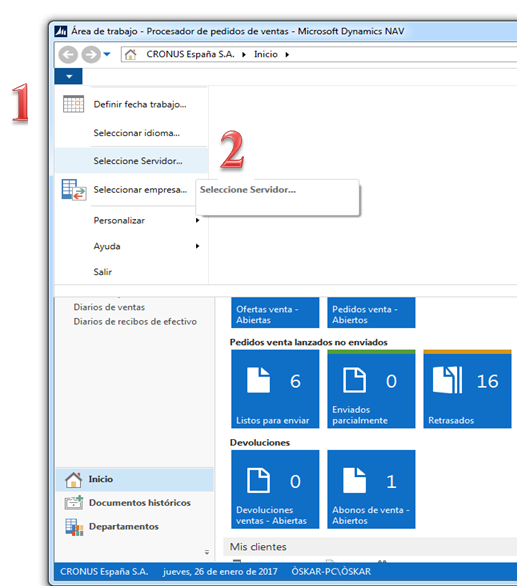 Área de trabajo - Procesador de pedidos de ventas - Microsoft Dynamics NAV
CRONUS España S.A. Inicio
1
Definir fecha trabajo...
Seleccionar idioma...
2
Seleccione Servidor...
Seleccionar empresa...
Seleccione Servidor...
Personalizar
Ayuda
Salir
Diarios de ventas
Diarios de recibos de efectivo
Ofertas venta -
Abiertas
Pedidos venta -
Abiertos
Pedidos venta lanzados no enviados
6
Listos para enviar
0
Enviados
parcialmente
16
Retrasados
Devoluciones
0
Devoluciones
ventas - Abiertas
1
Abonos de venta -
Abiertos
Inicio
Documentos históricos
Departamentos
Mis clientes
CRONUS España S.A. jueves, 26 de enero de 2017 ÒSKAR-PC\ÒSKAR